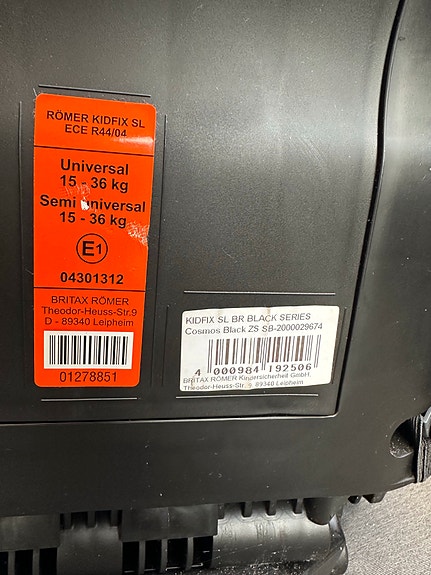 RÖMER KIDFIX SL
ECE R44/04
Universal
15 - 36 kg
Semi Universal
15 - 36 kg
E1
04301312
BRITAX RÖMER
Theodor-Heuss-Str.9
D - 89340 Leipheim
01278851
KIDFIX SL BR BLACK SERIES
Cosmos Black ZS SB-2000029674
4 000984 192506
BRITAX RÖMER Kindersicherheit GmbH,
Theodor-Heuss-Str. 9, 89340 Leipheim